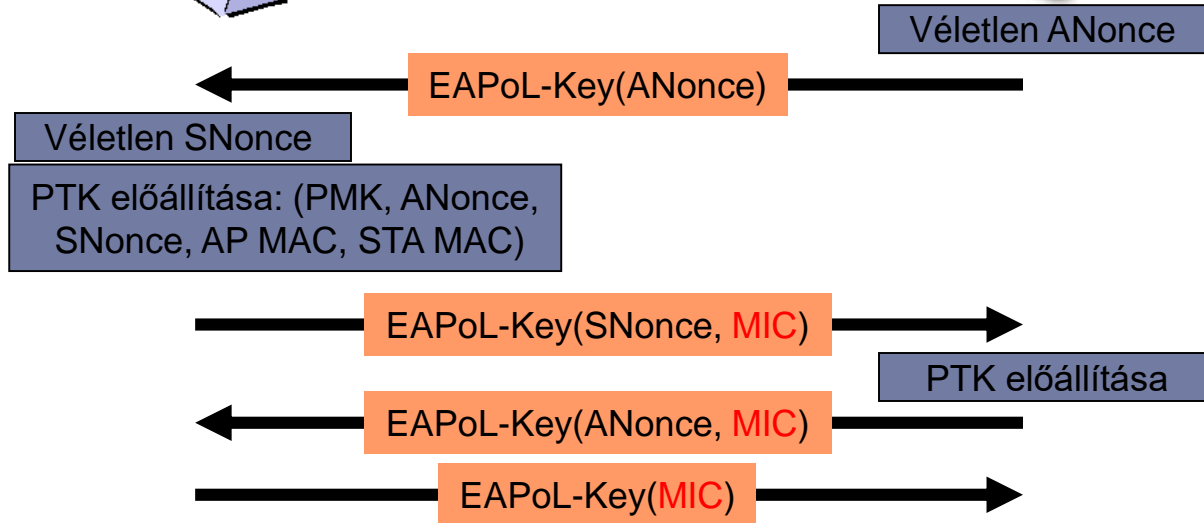 Véletlen ANonce
EAPoL-Key(ANonce)
Véletlen SNonce
PTK előállítása: (PMK, ANonce,
SNonce, AP MAC, STA MAC)
EAPoL-Key(SNonce, MIC)
PTK előállítása
EAPoL-Key(ANonce, MIC)
EAPoL-Key(MIC)